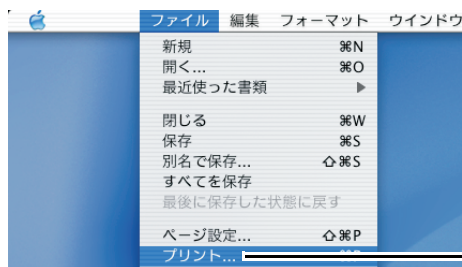 ファイル 編集 フォーマット ウインドウ
新規 ⌘N
開く... ⌘O
最近使った書類 ▶
閉じる ⌘W
保存 ⌘S
別名で保存... ⇧⌘S
すべてを保存
最後に保存した状態に戻す
ページ設定... ⇧⌘P
プリント...